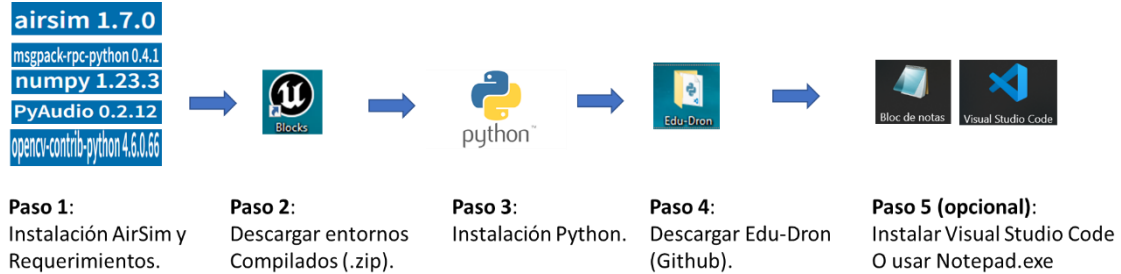 airsim 1.7.0
msgpack-rpc-python 0.4.1
numpy 1.23.3
PyAudio 0.2.12
opencv-contrib-python 4.6.0.66
Blocks
python™
Edu-Dron
Bloc de notas
Visual Studio Code
Paso 1:
Instalación AirSim y
Requerimientos.
Paso 2:
Descargar entornos
Compilados (.zip).
Paso 3:
Instalación Python.
Paso 4:
Descargar Edu-Dron
(Github).
Paso 5 (opcional):
Instalar Visual Studio Code
O usar Notepad.exe